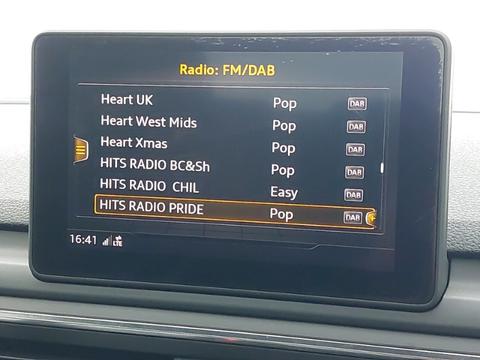 Radio: FM/DAB
Heart UK Pop DAB
Heart West Mids Pop DAB
Heart Xmas Pop DAB
HITS RADIO BC&Sh Pop DAB
HITS RADIO CHIL Easy DAB
HITS RADIO PRIDE Pop DAB
16:41 LTE